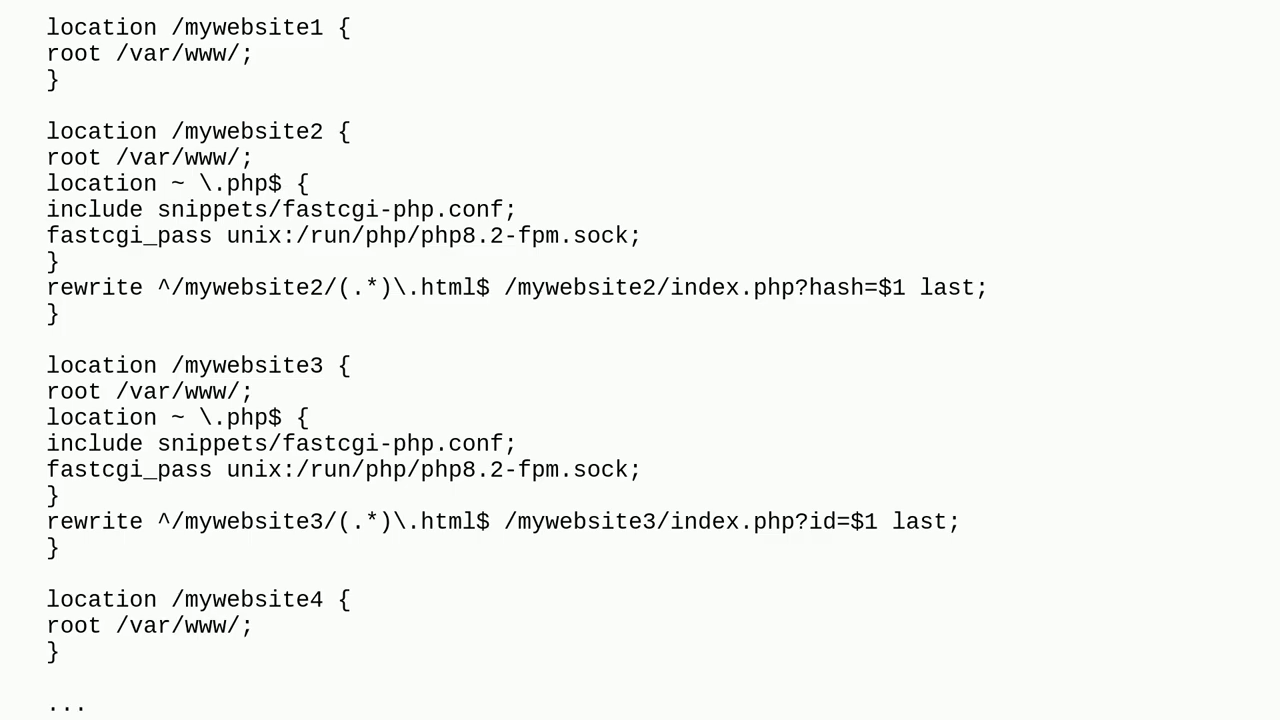 location /mywebsite1 {
root /var/www/;
}
location /mywebsite2 {
root /var/www/;
location ~ \.php$ {
include snippets/fastcgi-php.conf;
fastcgi_pass unix:/run/php/php8.2-fpm.sock;
}
rewrite ^/mywebsite2/(.*)\.html$ /mywebsite2/index.php?hash=$1 last;
}
location /mywebsite3 {
root /var/www/;
location ~ \.php$ {
include snippets/fastcgi-php.conf;
fastcgi_pass unix:/run/php/php8.2-fpm.sock;
}
rewrite ^/mywebsite3/(.*)\.html$ /mywebsite3/index.php?id=$1 last;
}
location /mywebsite4 {
root /var/www/;
}
...